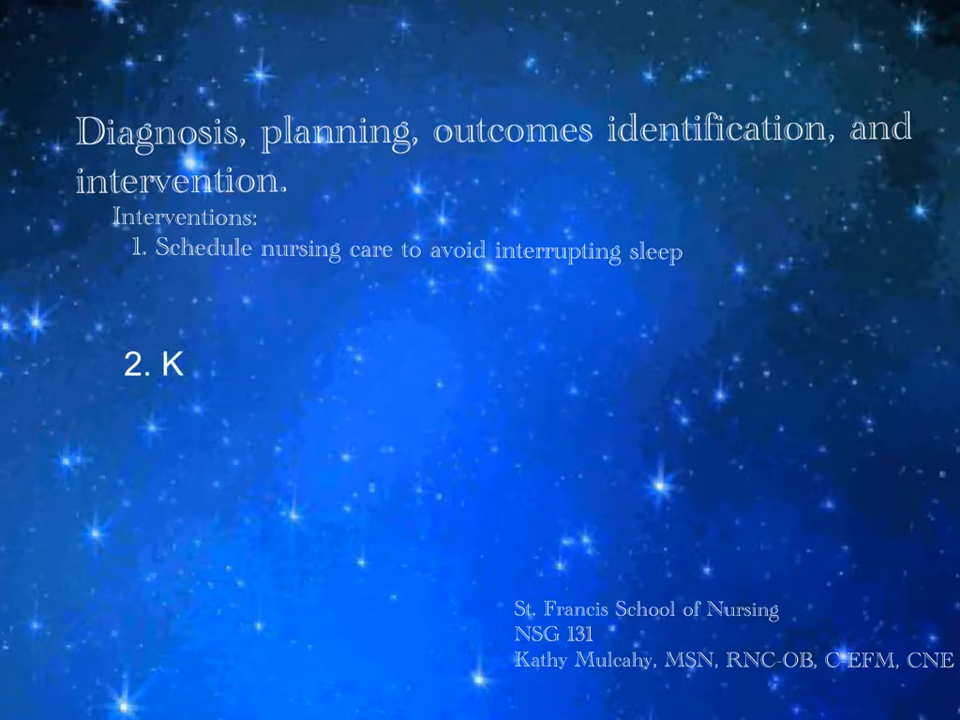 Diagnosis, planning, outcomes identification, and
intervention.
Interventions:
1. Schedule nursing care to avoid interrupting sleep
2. K
St. Francis School of Nursing
NSG 131
Kathy Mulcahy, MSN, RNC-OB, C-EFM, CNE